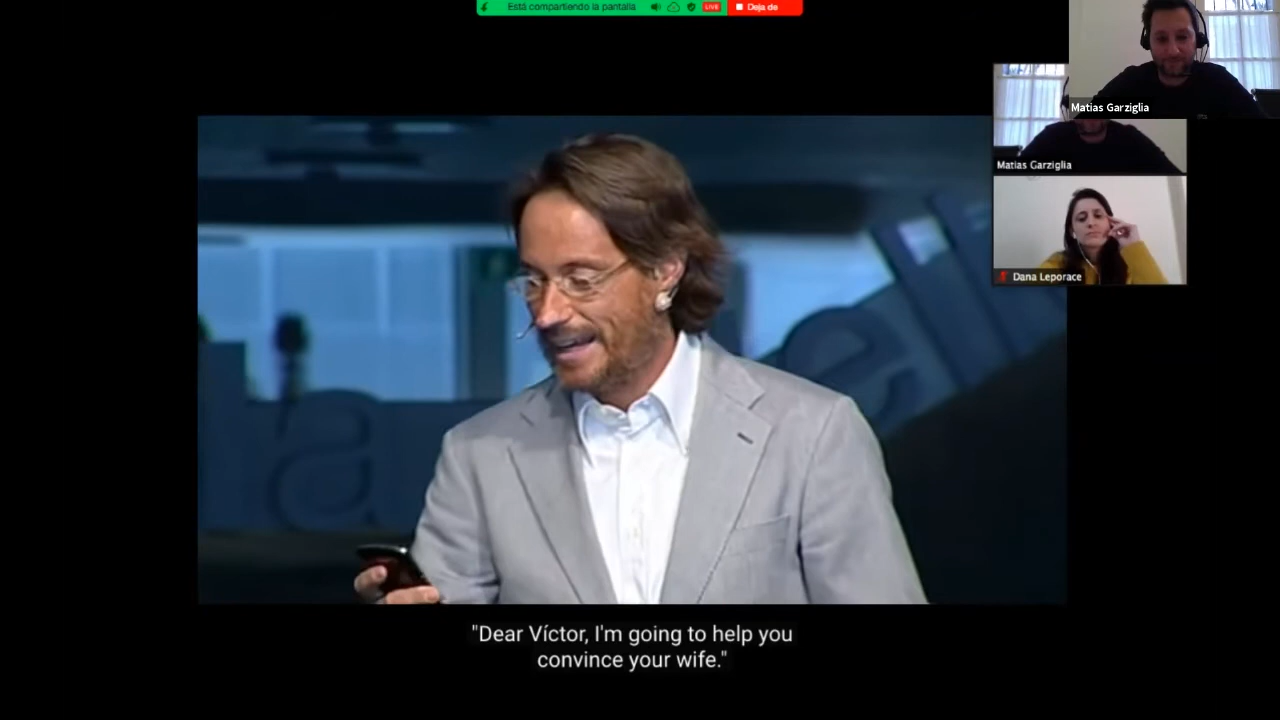 Está compartiendo la pantalla
LIVE
Deja de
Matias Garziglia
Matias Garziglia
Dana Leporace
"Dear Víctor, I'm going to help you
convince your wife."